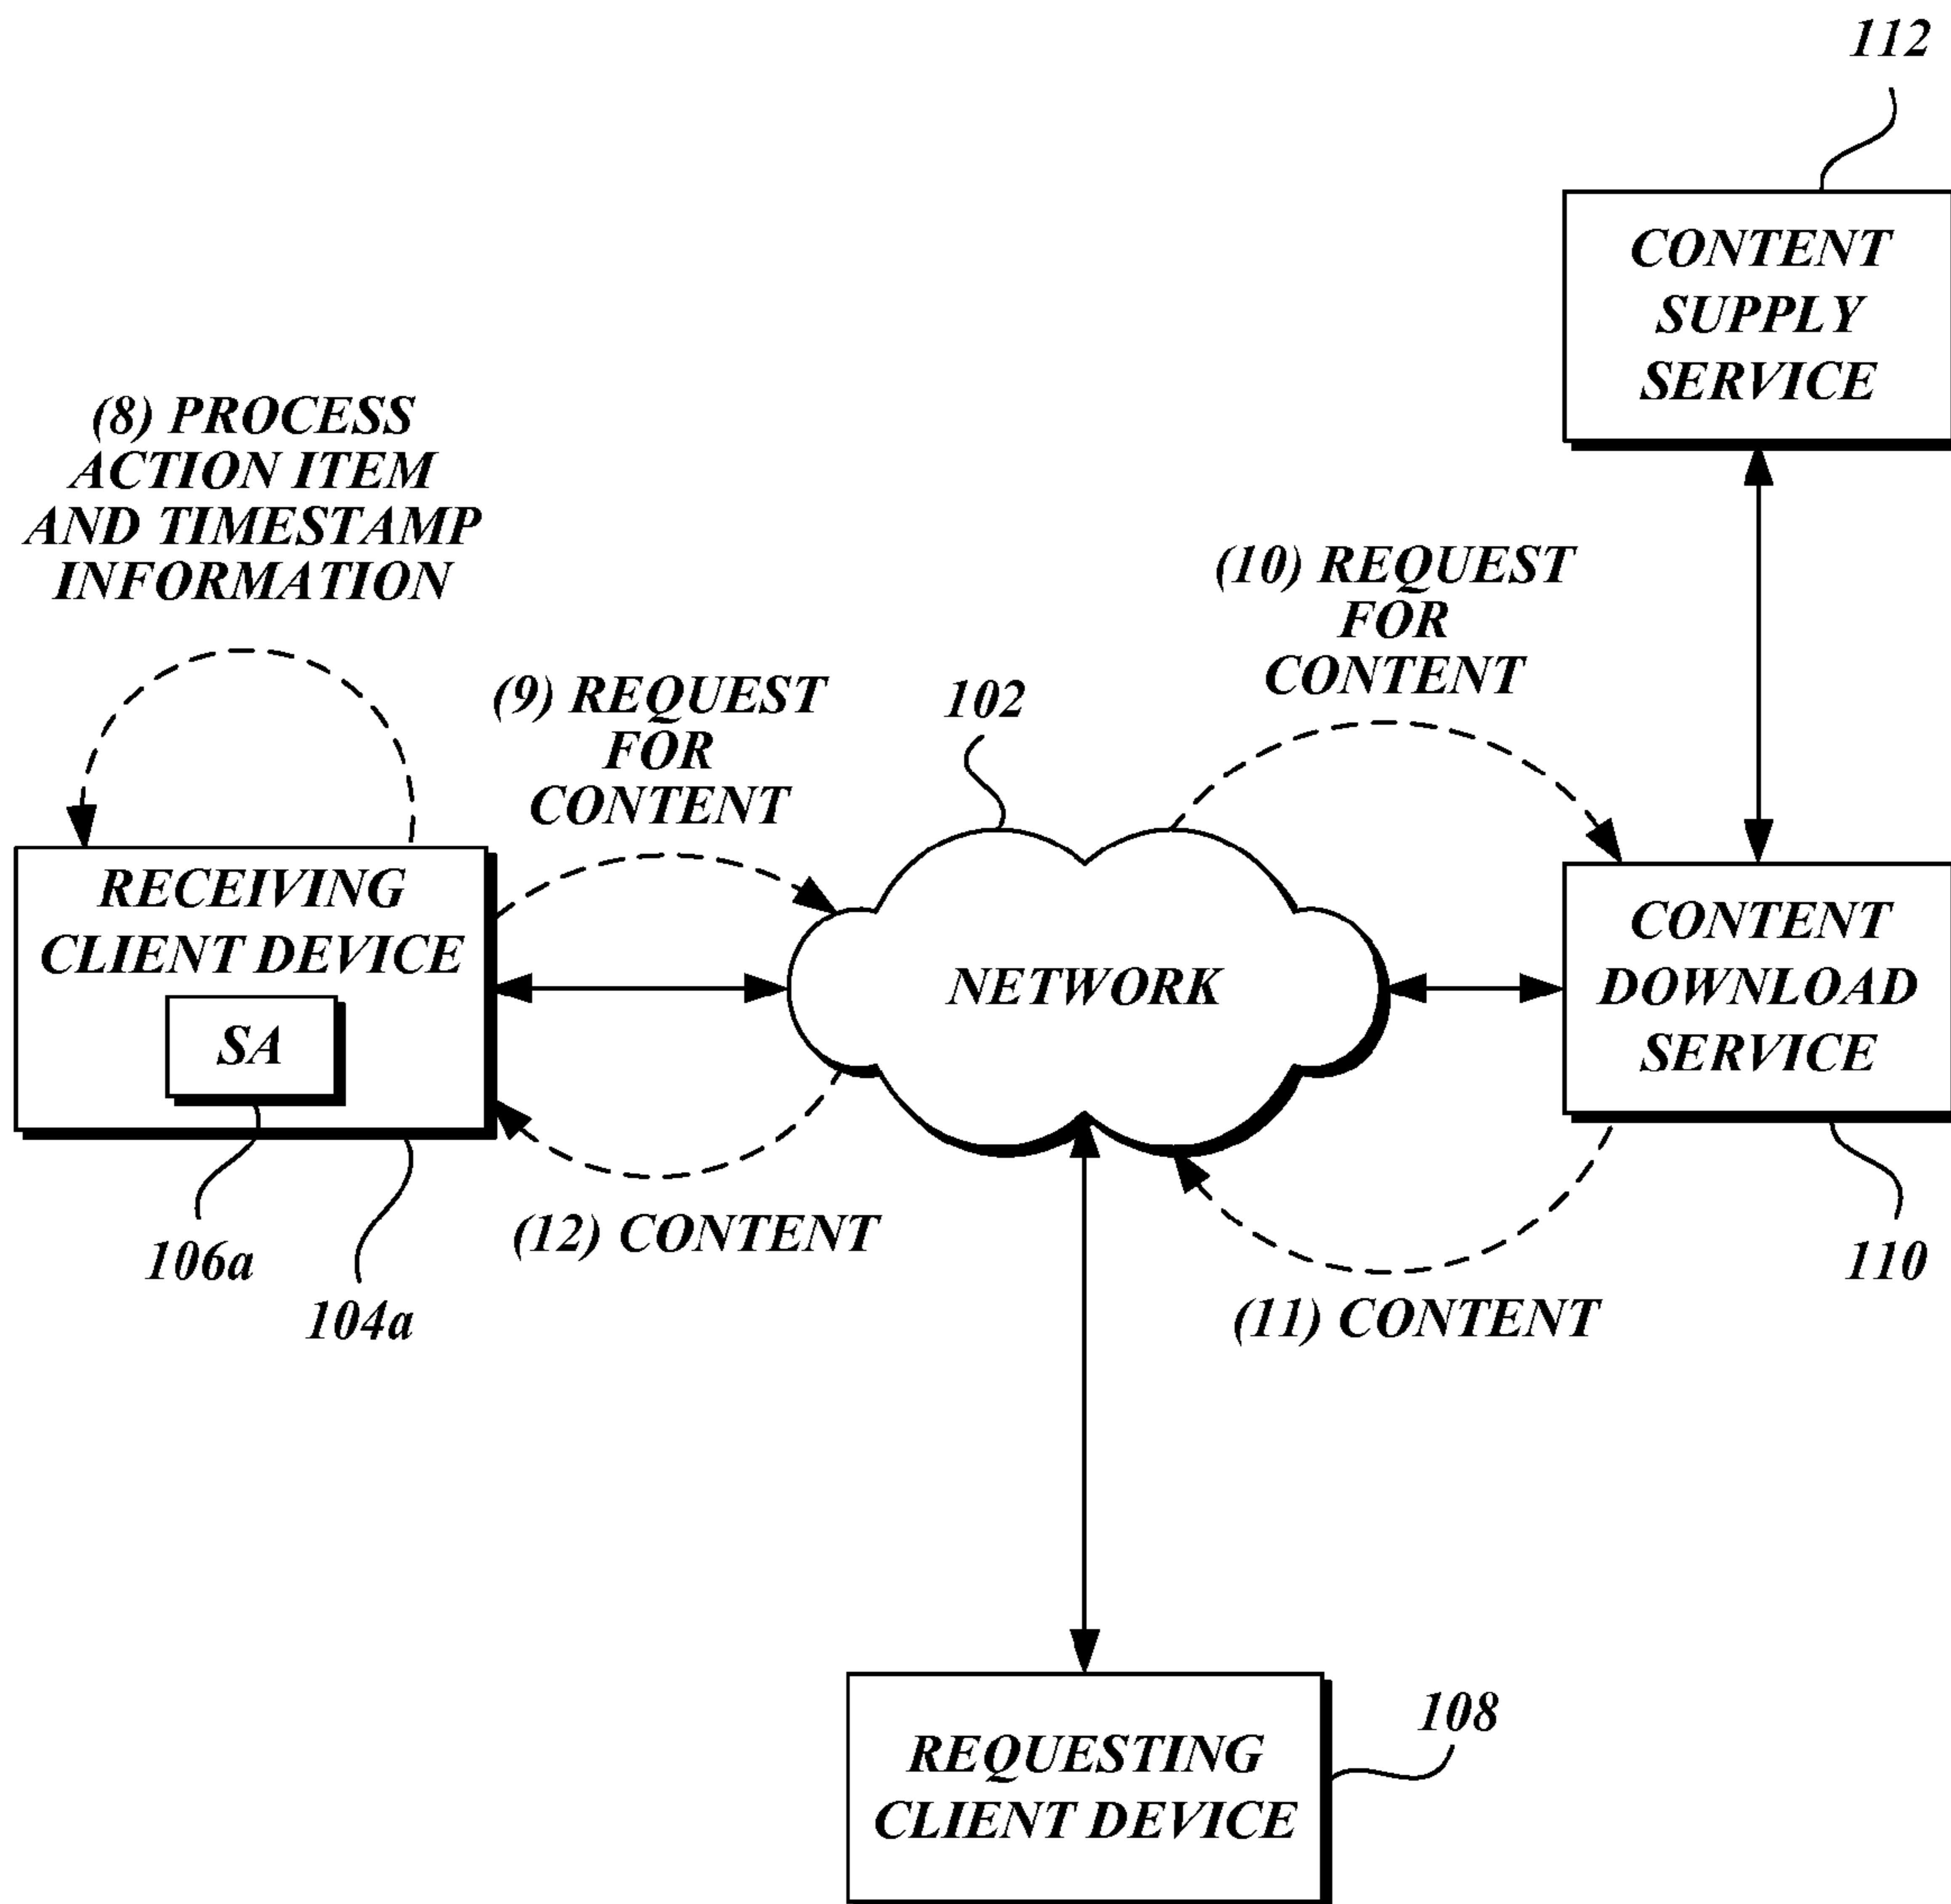 112
CONTENT
SUPPLY
SERVICE
(8) PROCESS
ACTION ITEM
AND TIMESTAMP
INFORMATION
(9) REQUEST
FOR
CONTENT
102
(10) REQUEST
FOR
CONTENT
RECEIVING
CLIENT DEVICE
SA
NETWORK
CONTENT
DOWNLOAD
SERVICE
106a
104a
(12) CONTENT
(11) CONTENT
110
REQUESTING
CLIENT DEVICE
108